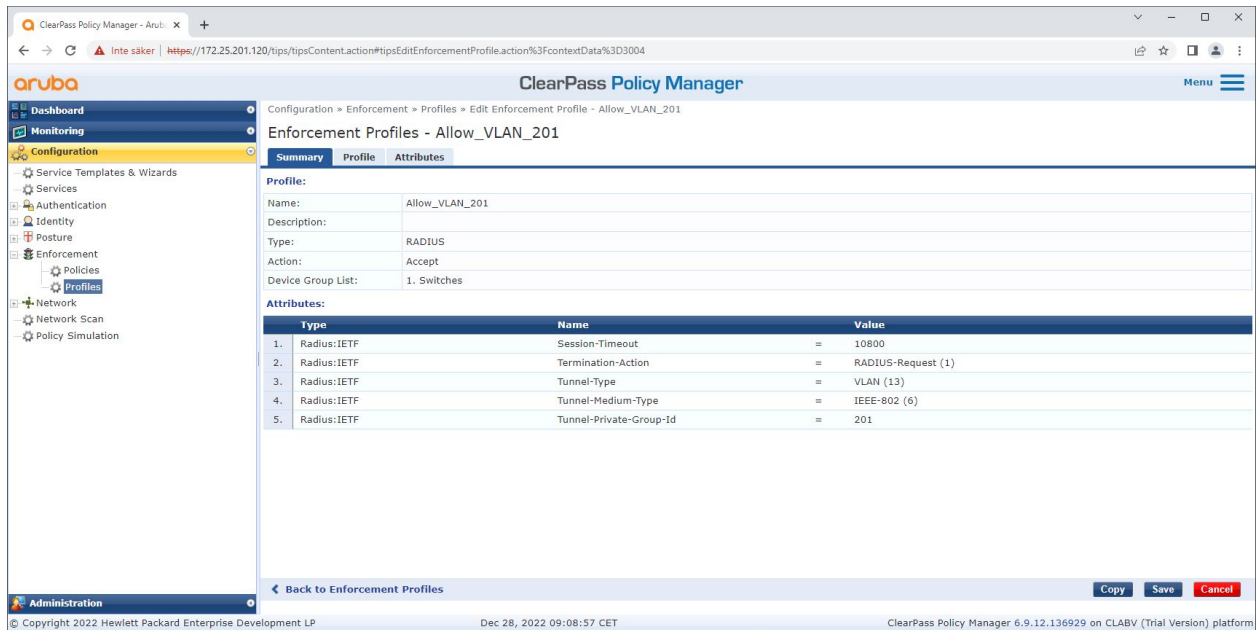 ClearPass Policy Manager - Arub
Inte säker | https://172.25.201.120/tips/tipsContent.action#tipsEditEnforcementProfile.action%3FcontextData%3D3004
aruba
ClearPass Policy Manager
Menu
Dashboard
Monitoring
Configuration
Service Templates & Wizards
Services
Authentication
Identity
Posture
Enforcement
Policies
Profiles
Network
Network Scan
Policy Simulation
Administration
Configuration » Enforcement » Profiles » Edit Enforcement Profile - Allow_VLAN_201
Enforcement Profiles - Allow_VLAN_201
Summary Profile Attributes
Profile:
Name: Allow_VLAN_201
Description:
Type: RADIUS
Action: Accept
Device Group List: 1. Switches
Attributes:
Type Name Value
1. Radius:IETF Session-Timeout = 10800
2. Radius:IETF Termination-Action = RADIUS-Request (1)
3. Radius:IETF Tunnel-Type = VLAN (13)
4. Radius:IETF Tunnel-Medium-Type = IEEE-802 (6)
5. Radius:IETF Tunnel-Private-Group-Id = 201
Back to Enforcement Profiles
Copy Save Cancel
© Copyright 2022 Hewlett Packard Enterprise Development LP
Dec 28, 2022 09:08:57 CET
ClearPass Policy Manager 6.9.12.136929 on CLABV (Trial Version) platform